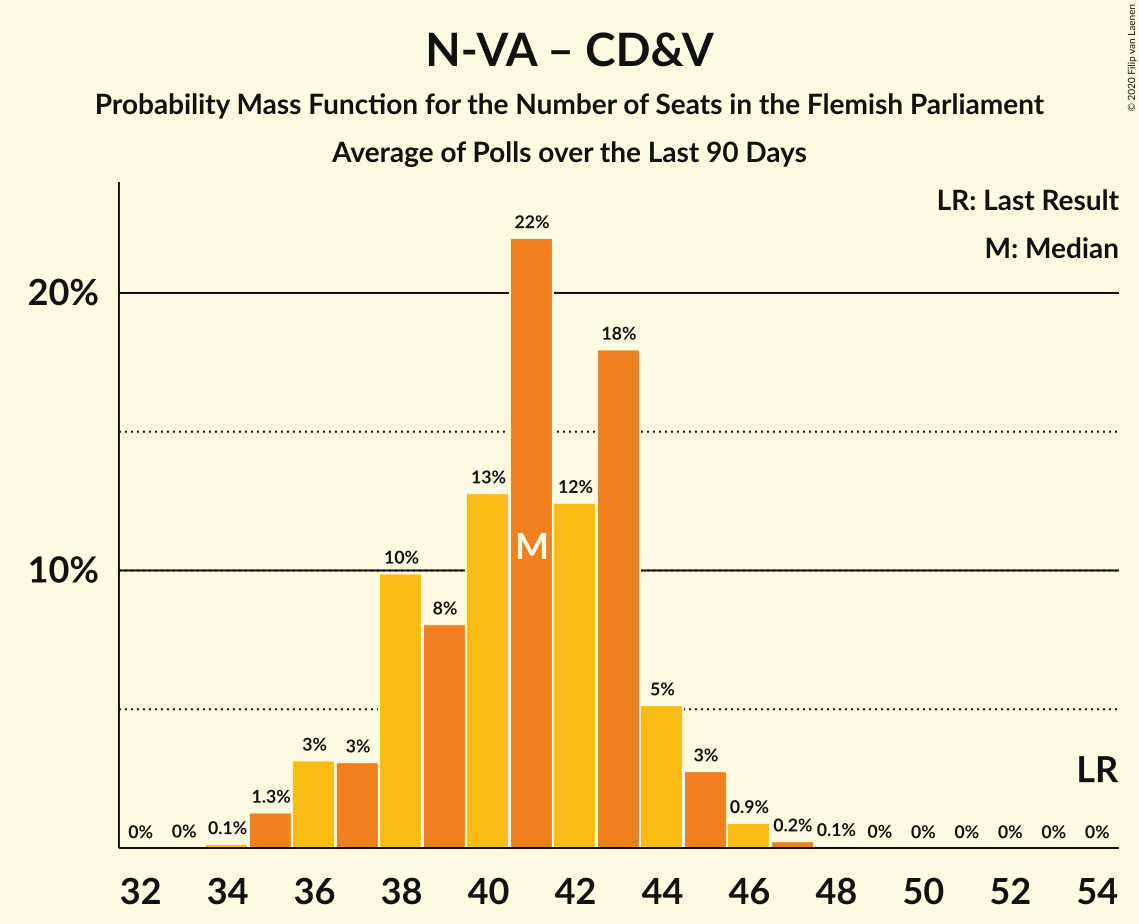 N-VA – CD&V
Probability Mass Function for the Number of Seats in the Flemish Parliament
Average of Polls over the Last 90 Days
© 2020 Filip van Laenen
LR: Last Result
M: Median
20%
10%
0% 0% 0.1% 1.3% 3% 3% 10% 8% 13% 22% 12% 18% 5% 3% 0.9% 0.2% 0.1% 0% 0% 0% 0% 0% 0%
M
LR
32 34 36 38 40 42 44 46 48 50 52 54